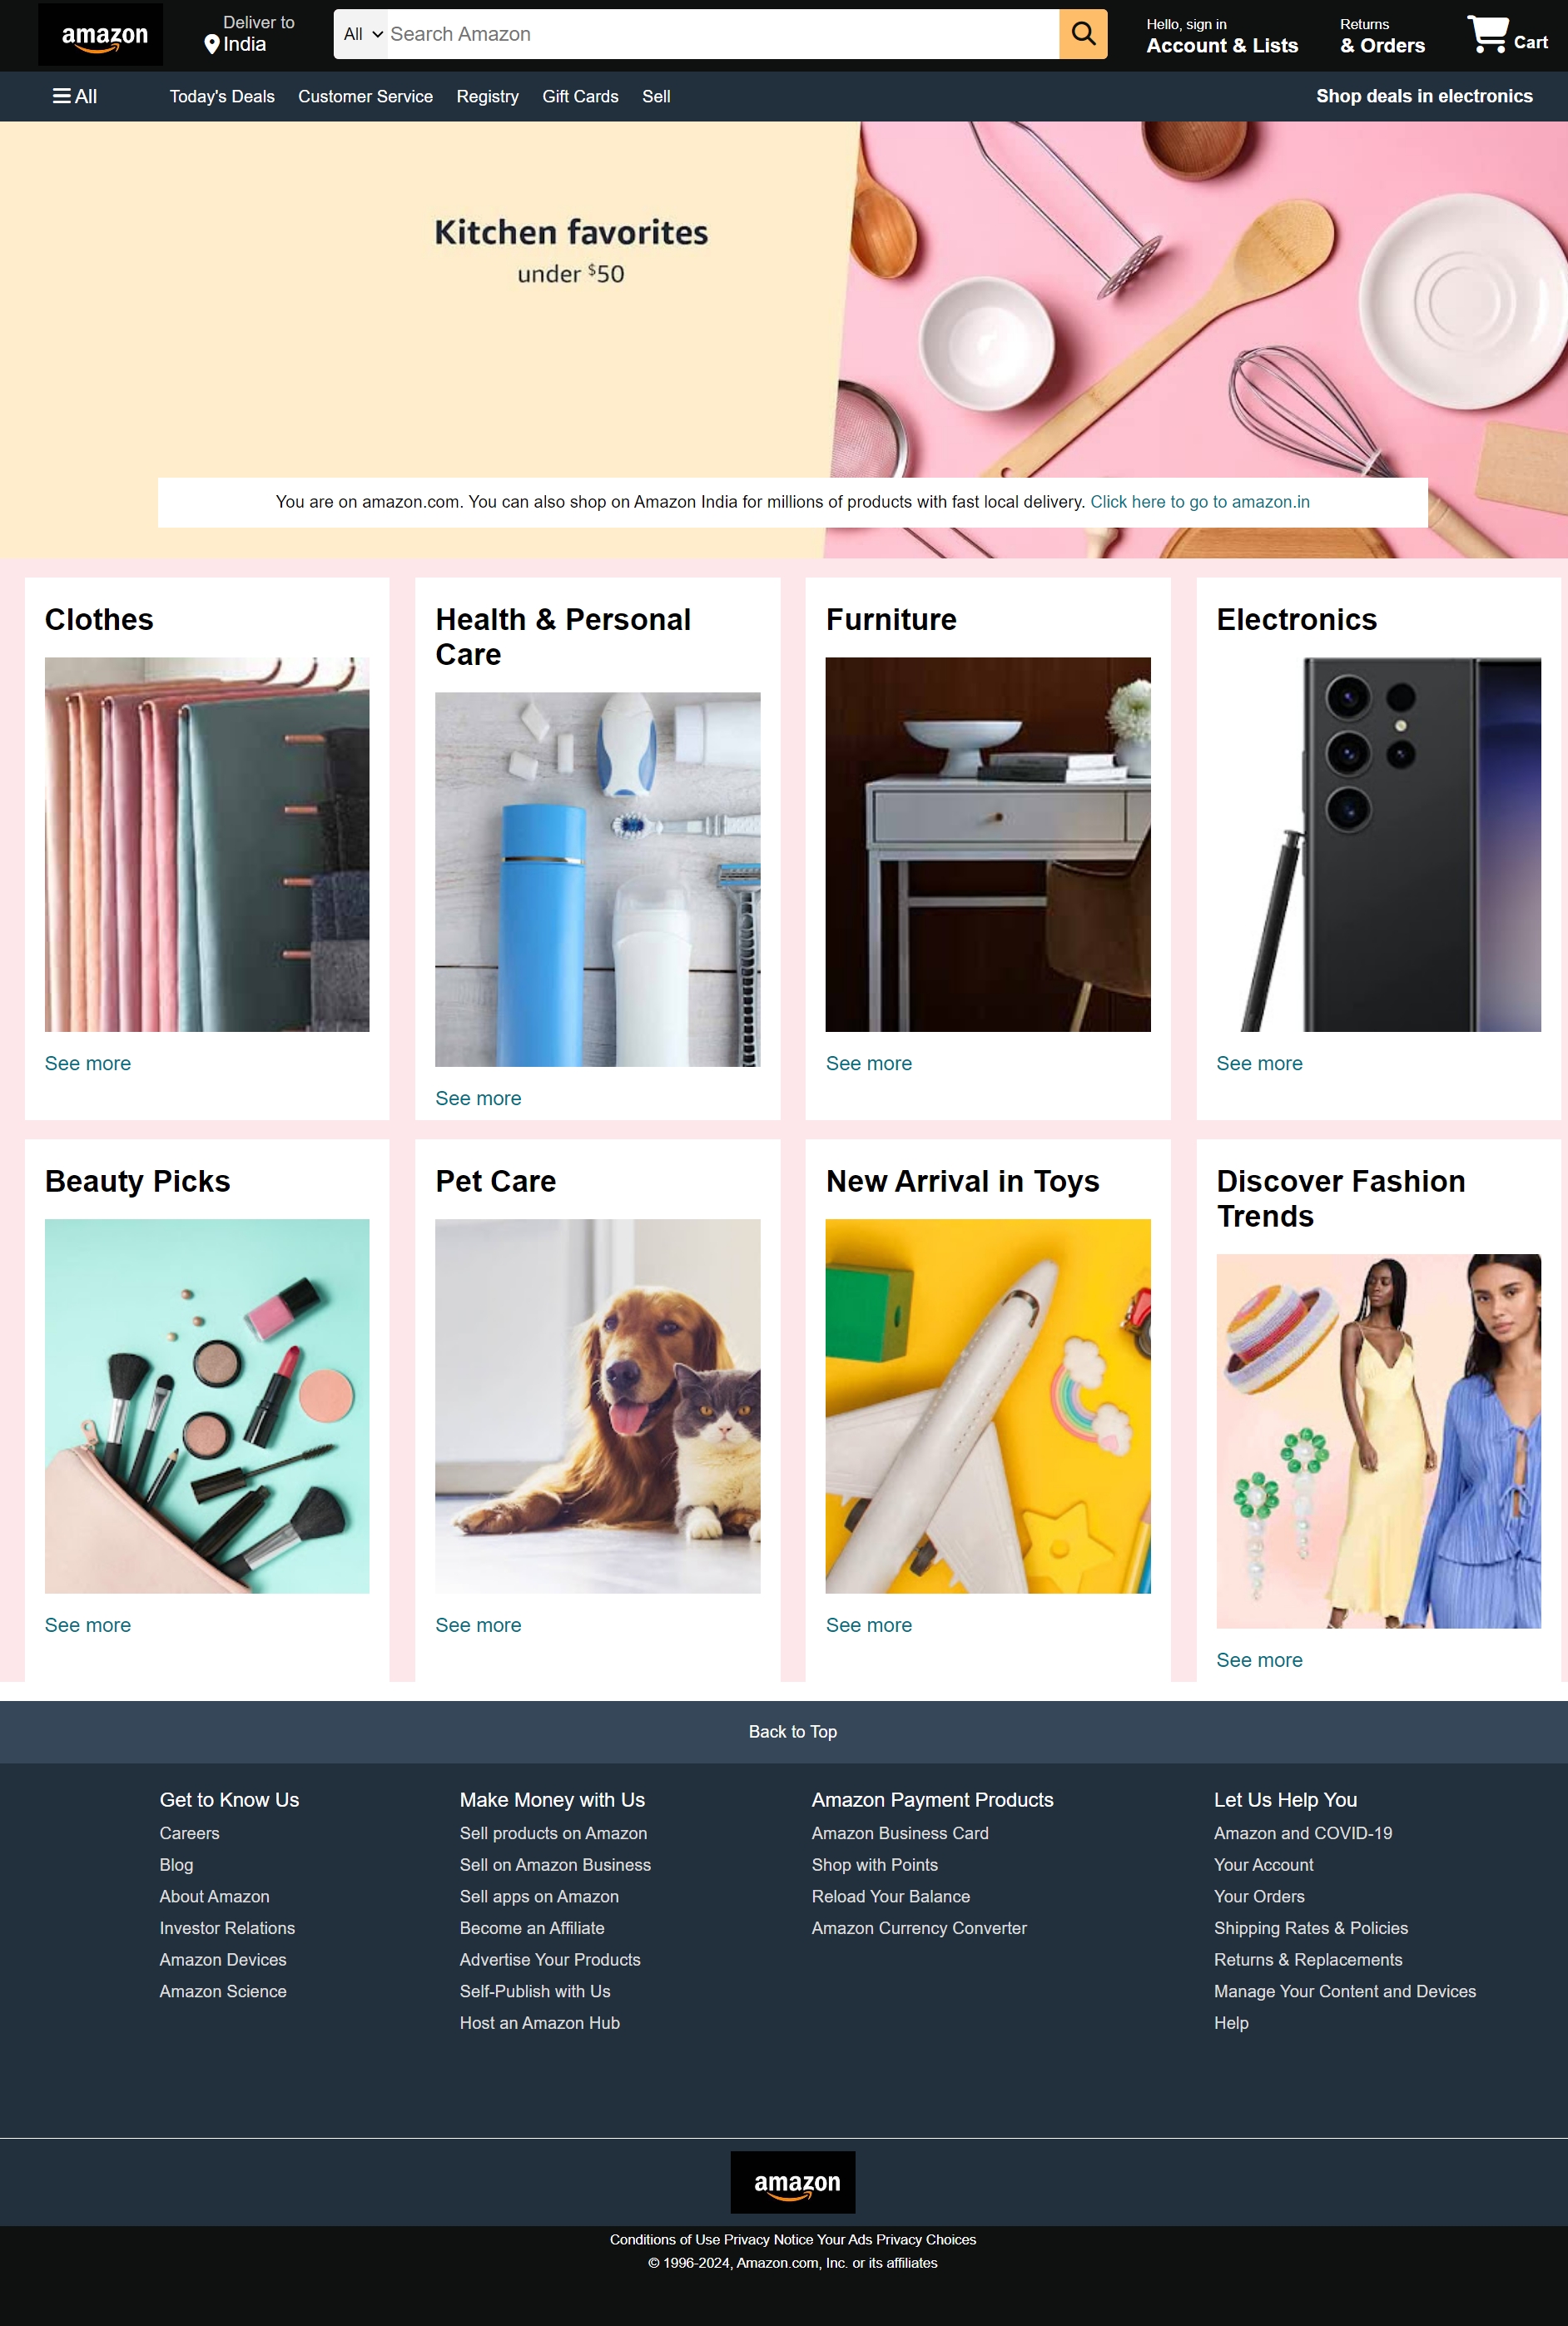 amazon
Deliver to
India
All
Search Amazon
Hello, sign in
Account & Lists
Returns
& Orders
Cart
All
Today's Deals
Customer Service
Registry
Gift Cards
Sell
Shop deals in electronics
Kitchen favorites
under $50
You are on amazon.com. You can also shop on Amazon India for millions of products with fast local delivery. Click here to go to amazon.in
Clothes
See more
Health & Personal
Care
See more
Furniture
See more
Electronics
See more
Beauty Picks
See more
Pet Care
See more
New Arrival in Toys
See more
Discover Fashion
Trends
See more
Back to Top
Get to Know Us
Careers
Blog
About Amazon
Investor Relations
Amazon Devices
Amazon Science
Make Money with Us
Sell products on Amazon
Sell on Amazon Business
Sell apps on Amazon
Become an Affiliate
Advertise Your Products
Self-Publish with Us
Host an Amazon Hub
Amazon Payment Products
Amazon Business Card
Shop with Points
Reload Your Balance
Amazon Currency Converter
Let Us Help You
Amazon and COVID-19
Your Account
Your Orders
Shipping Rates & Policies
Returns & Replacements
Manage Your Content and Devices
Help
amazon
Conditions of Use Privacy Notice Your Ads Privacy Choices
© 1996-2024, Amazon.com, Inc. or its affiliates